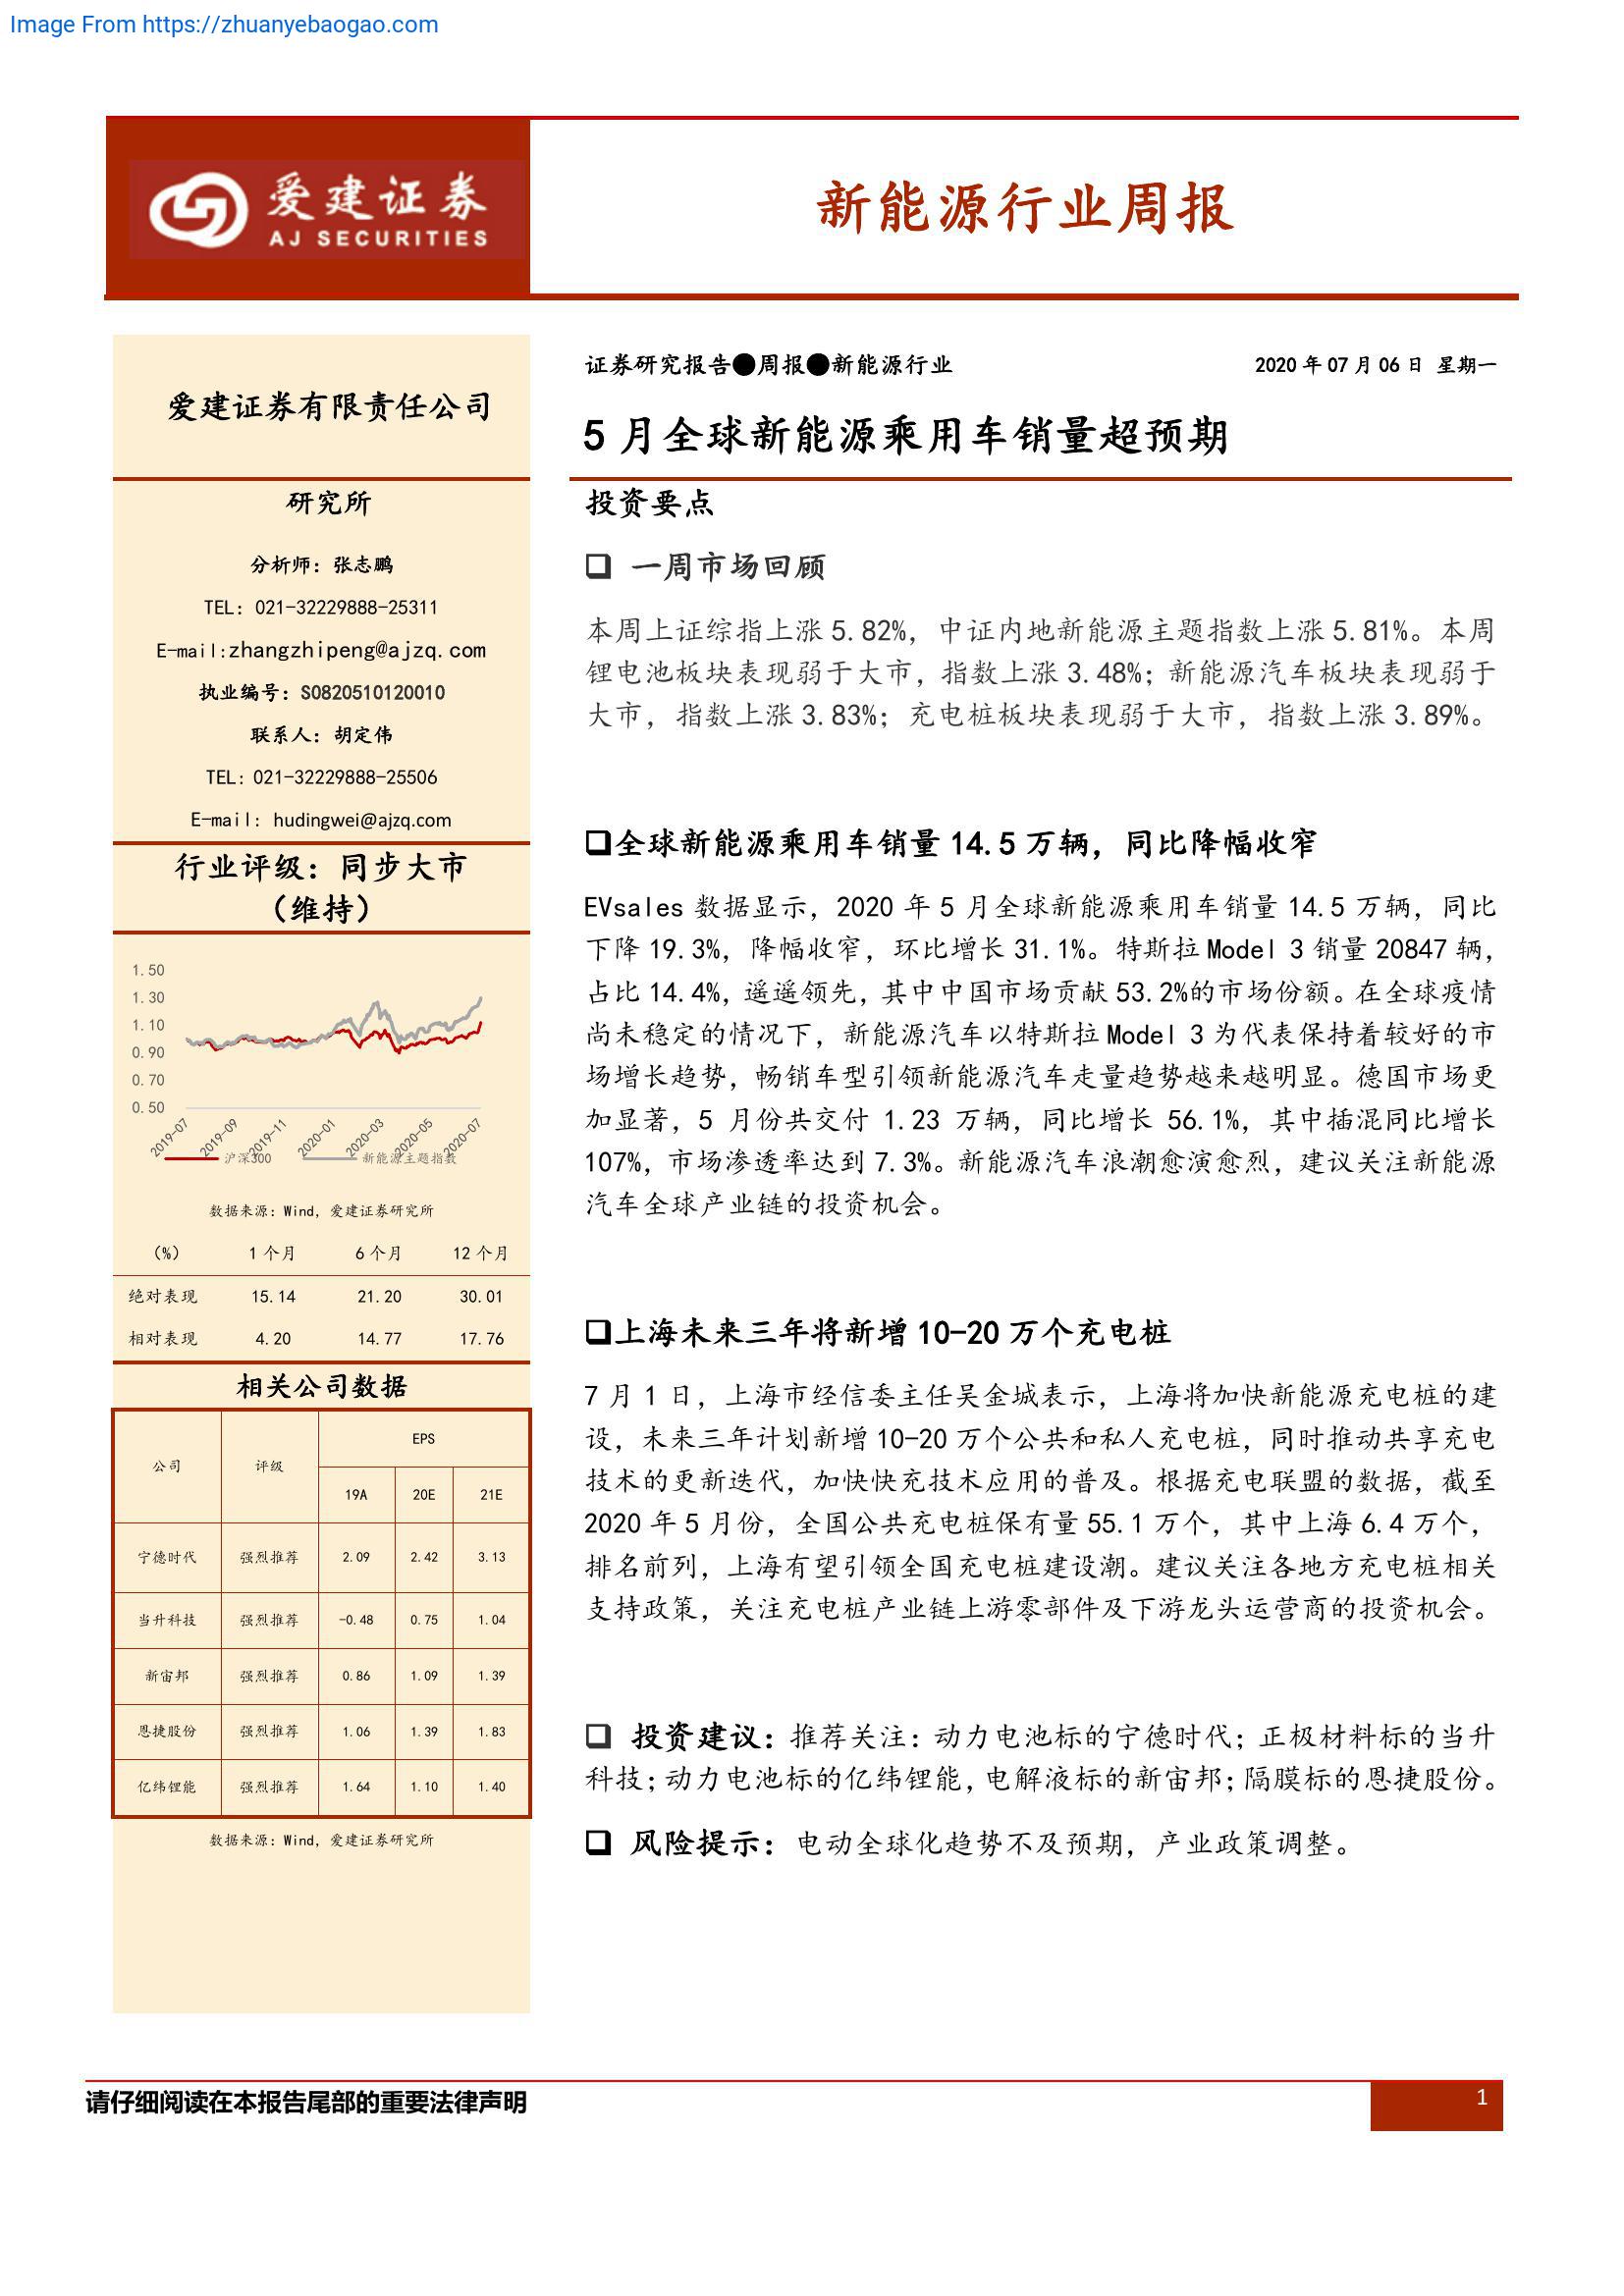 Image From https://zhuanyebaogao.com
爱建证券
AJ SECURITIES
新能源行业周报
爱建证券有限责任公司
研究所
分析师：张志鹏
TEL：021-32229888-25311
E-mail:zhangzhipeng@ajzq.com
执业编号：S0820510120010
联系人：胡定伟
TEL：021-32229888-25506
E-mail：hudingwei@ajzq.com
行业评级：同步大市
（维持）
1.50
1.30
1.10
0.90
0.70
0.50
2019-07 2019-09 2019-11 2020-01 2020-03 2020-05 2020-07
沪深300 新能源主题指数
数据来源：Wind，爱建证券研究所
（%） 1个月 6个月 12个月
绝对表现 15.14 21.20 30.01
相对表现 4.20 14.77 17.76
相关公司数据
公司 评级 EPS
19A 20E 21E
宁德时代 强烈推荐 2.09 2.42 3.13
当升科技 强烈推荐 -0.48 0.75 1.04
新宙邦 强烈推荐 0.86 1.09 1.39
恩捷股份 强烈推荐 1.06 1.39 1.83
亿纬锂能 强烈推荐 1.64 1.10 1.40
数据来源：Wind，爱建证券研究所
证券研究报告●周报●新能源行业 2020年07月06日 星期一
5月全球新能源乘用车销量超预期
投资要点
❑ 一周市场回顾
本周上证综指上涨5.82%，中证内地新能源主题指数上涨5.81%。本周
锂电池板块表现弱于大市，指数上涨3.48%；新能源汽车板块表现弱于
大市，指数上涨3.83%；充电桩板块表现弱于大市，指数上涨3.89%。
❑全球新能源乘用车销量14.5万辆，同比降幅收窄
EVsales数据显示，2020年5月全球新能源乘用车销量14.5万辆，同比
下降19.3%，降幅收窄，环比增长31.1%。特斯拉Model 3销量20847辆，
占比14.4%，遥遥领先，其中中国市场贡献53.2%的市场份额。在全球疫情
尚未稳定的情况下，新能源汽车以特斯拉Model 3为代表保持着较好的市
场增长趋势，畅销车型引领新能源汽车走量趋势越来越明显。德国市场更
加显著，5月份共交付1.23万辆，同比增长56.1%，其中插混同比增长
107%，市场渗透率达到7.3%。新能源汽车浪潮愈演愈烈，建议关注新能源
汽车全球产业链的投资机会。
❑上海未来三年将新增10-20万个充电桩
7月1日，上海市经信委主任吴金城表示，上海将加快新能源充电桩的建
设，未来三年计划新增10-20万个公共和私人充电桩，同时推动共享充电
技术的更新迭代，加快快充技术应用的普及。根据充电联盟的数据，截至
2020年5月份，全国公共充电桩保有量55.1万个，其中上海6.4万个，
排名前列，上海有望引领全国充电桩建设潮。建议关注各地方充电桩相关
支持政策，关注充电桩产业链上游零部件及下游龙头运营商的投资机会。
❑ 投资建议：推荐关注：动力电池标的宁德时代；正极材料标的当升
科技；动力电池标的亿纬锂能，电解液标的新宙邦；隔膜标的恩捷股份。
❑ 风险提示：电动全球化趋势不及预期，产业政策调整。
请仔细阅读在本报告尾部的重要法律声明 1